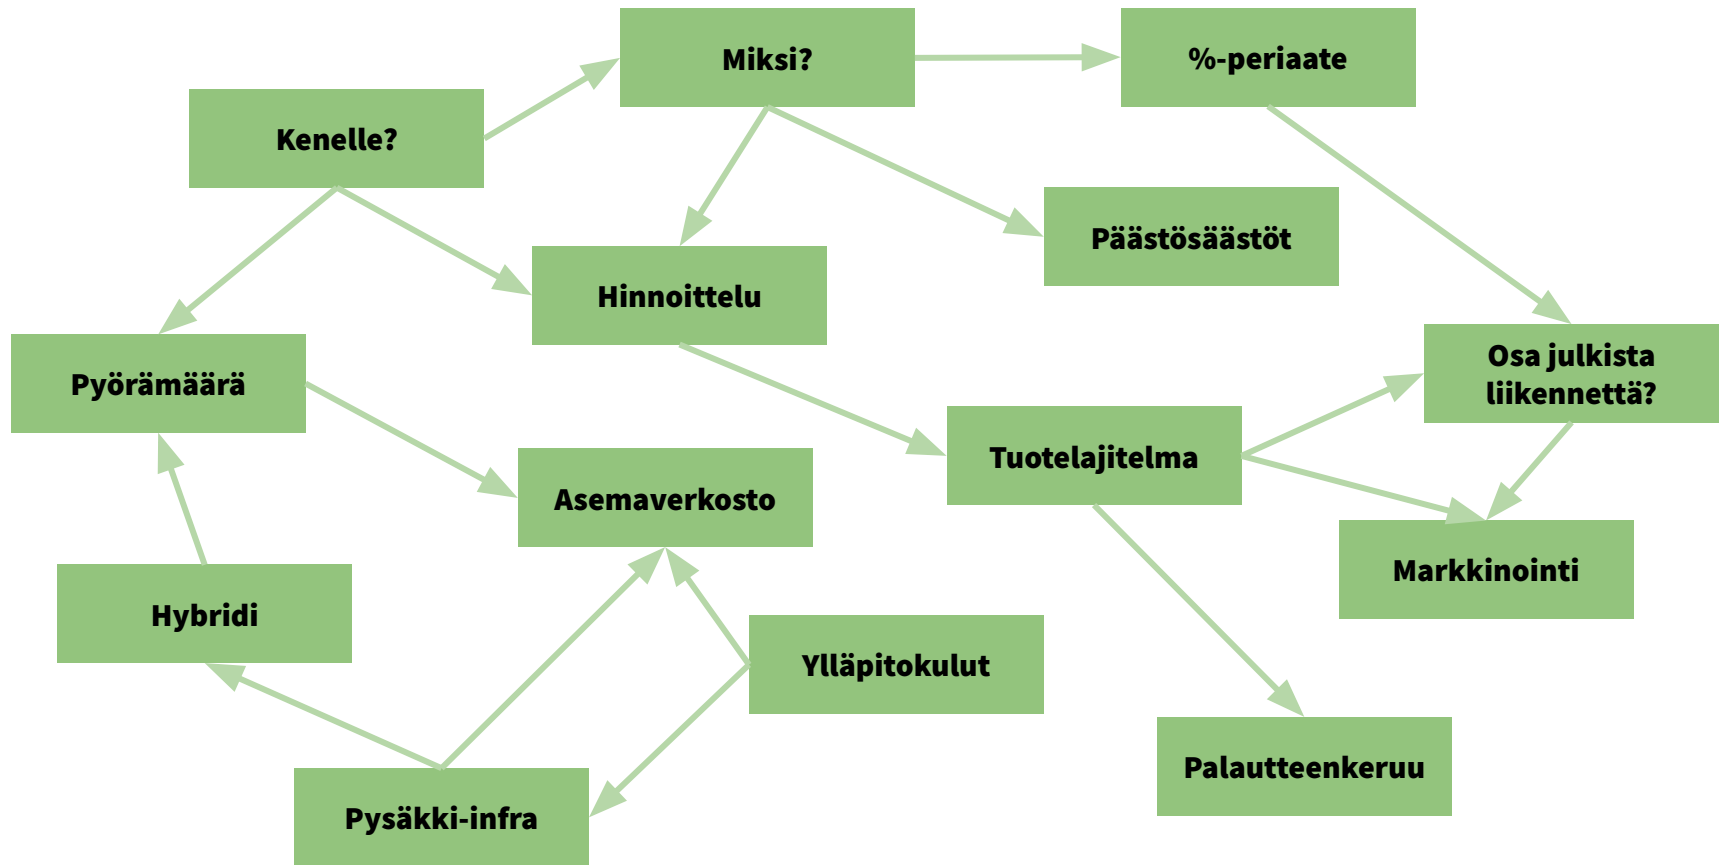 Miksi?
%-periaate
Kenelle?
Päästösäästöt
Hinnoittelu
Osa julkista
liikennettä?
Pyörämäärä
Tuotelajitelma
Asemaverkosto
Markkinointi
Hybridi
Ylläpitokulut
Palautteenkeruu
Pysäkki-infra